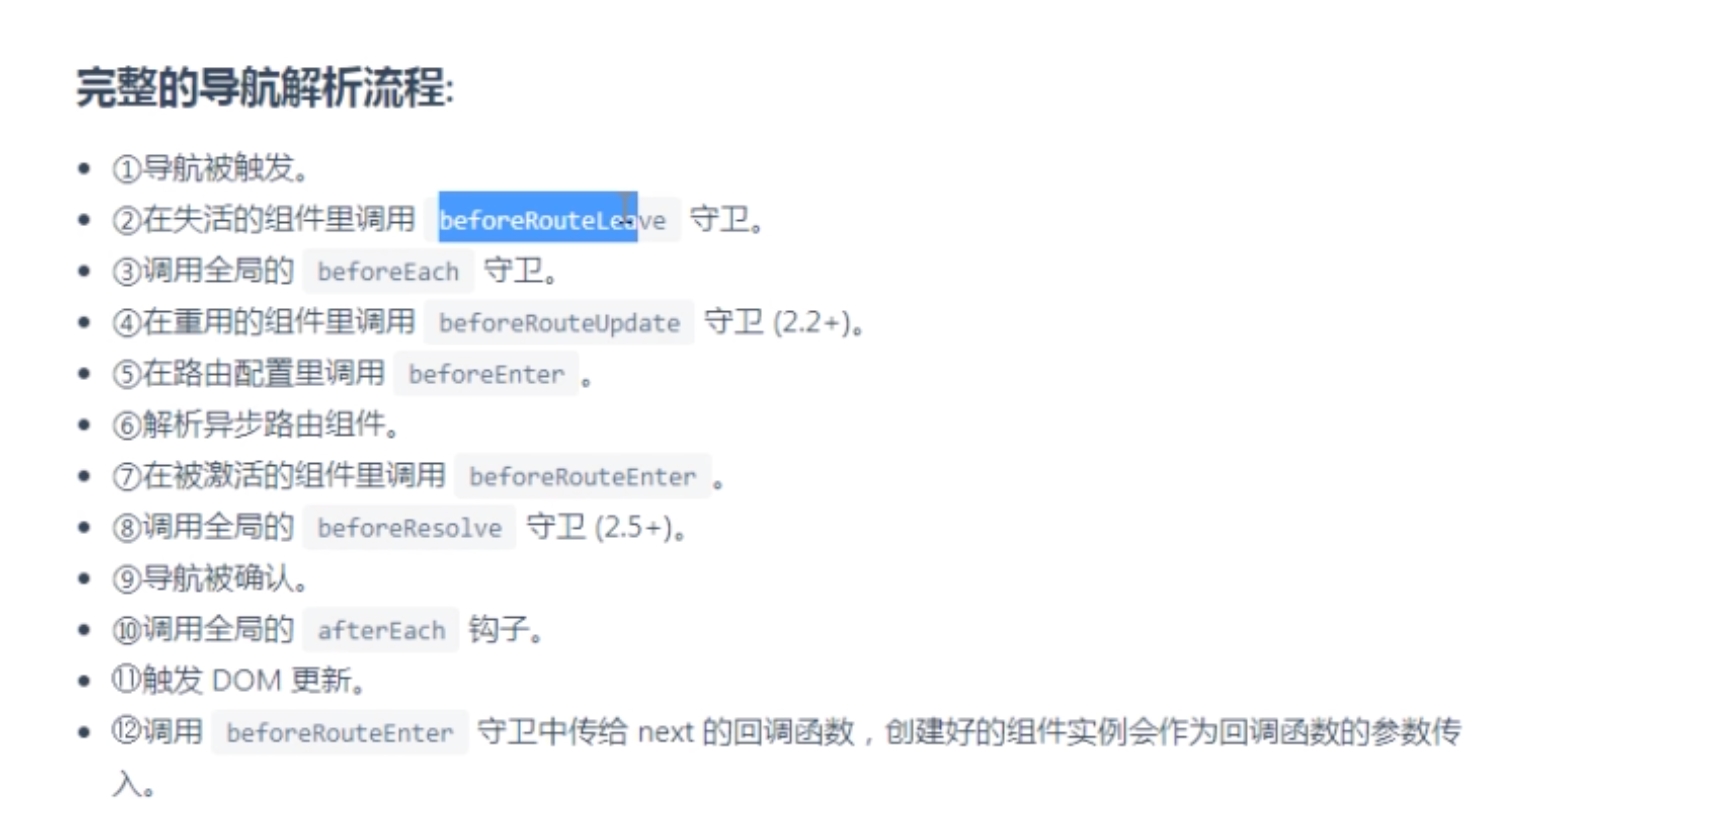 完整的导航解析流程:
• ①导航被触发。
• ②在失活的组件里调用 beforeRouteLeave 守卫。
• ③调用全局的 beforeEach 守卫。
• ④在重用的组件里调用 beforeRouteUpdate 守卫 (2.2+)。
• ⑤在路由配置里调用 beforeEnter 。
• ⑥解析异步路由组件。
• ⑦在被激活的组件里调用 beforeRouteEnter 。
• ⑧调用全局的 beforeResolve 守卫 (2.5+)。
• ⑨导航被确认。
• ⑩调用全局的 afterEach 钩子。
• ⑪触发 DOM 更新。
• ⑫调用 beforeRouteEnter 守卫中传给 next 的回调函数，创建好的组件实例会作为回调函数的参数传
入。